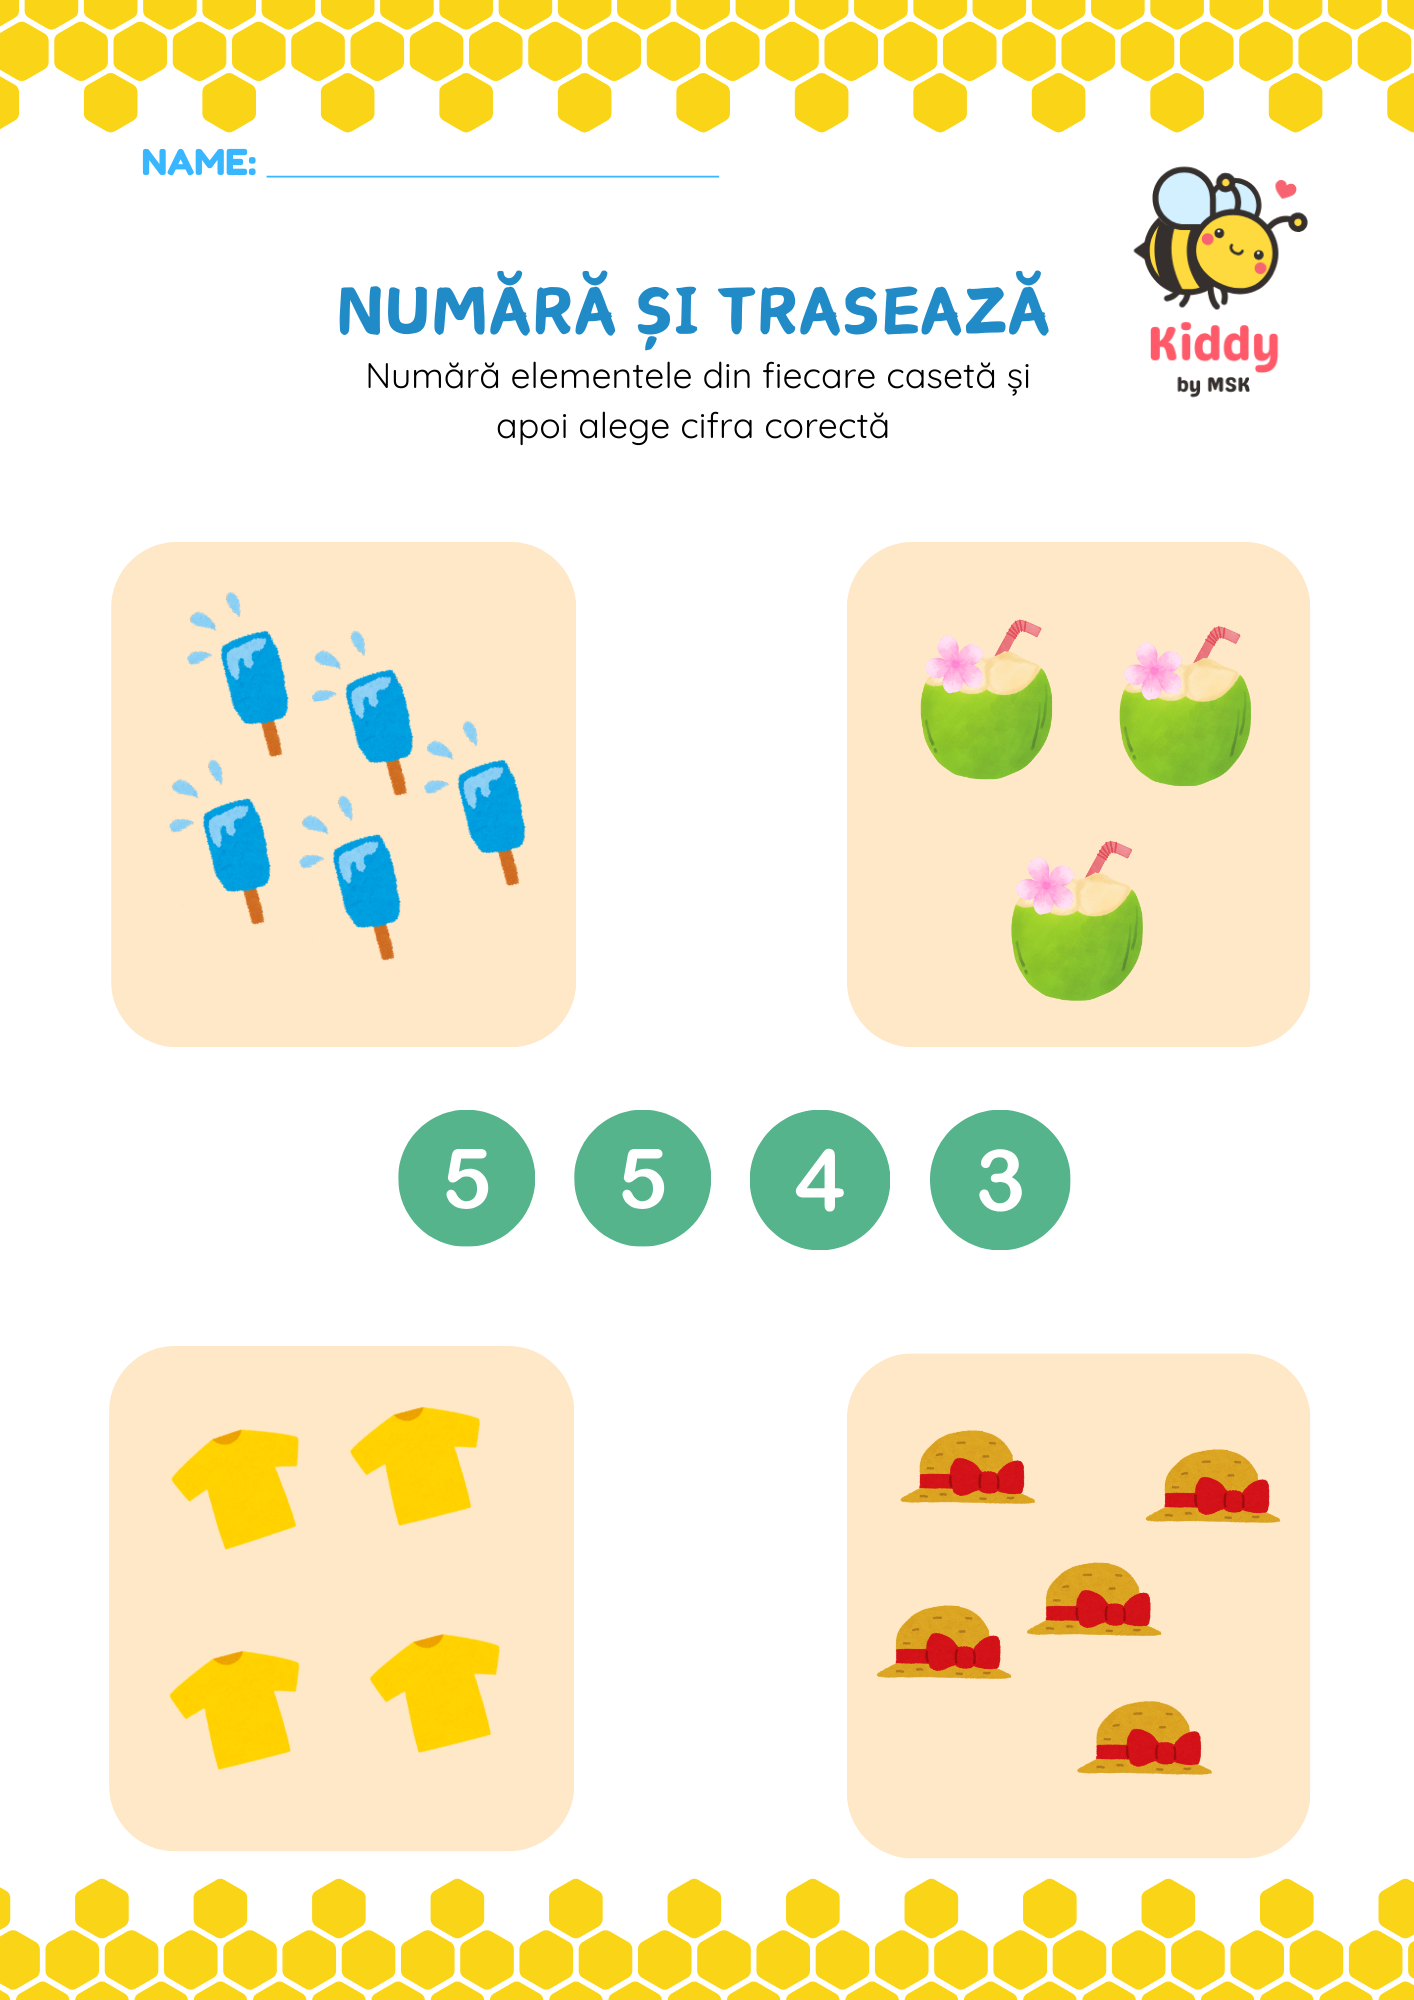 NAME:
Kiddy
by MSK
NUMĂRĂ ȘI TRASEAZĂ
Numără elementele din fiecare casetă și
apoi alege cifra corectă
5 5 4 3